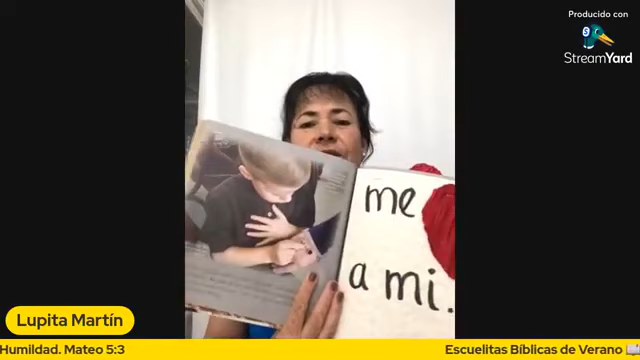 Producido con
StreamYard
me
a mi.
Lupita Martín
Humildad. Mateo 5:3
Escuelitas Bíblicas de Verano